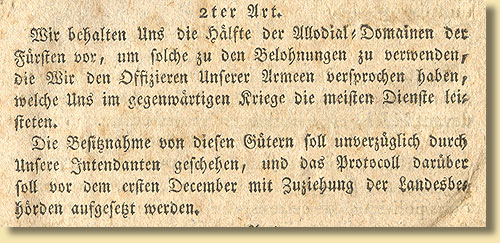 2ter Art.
Wir behalten Uns die Hälfte der Allodial-Domainen der
Fürsten vor, um solche zu den Belohnungen zu verwenden,
die Wir den Offizieren Unserer Armeen versprochen haben,
welche Uns im gegenwärtigen Kriege die meisten Dienste lei-
steten.
Die Besitznahme von diesen Gütern soll unverzüglich durch
Unsere Intendanten geschehen, und das Protocoll darüber
soll vor dem ersten December mit Zuziehung der Landesbe-
hörden aufgesetzt werden.